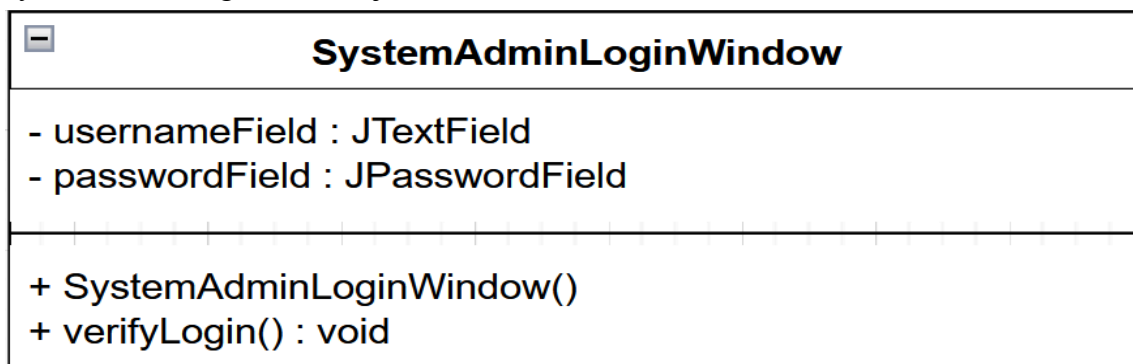 SystemAdminLoginWindow
- usernameField : JTextField
- passwordField : JPasswordField
+ SystemAdminLoginWindow()
+ verifyLogin() : void